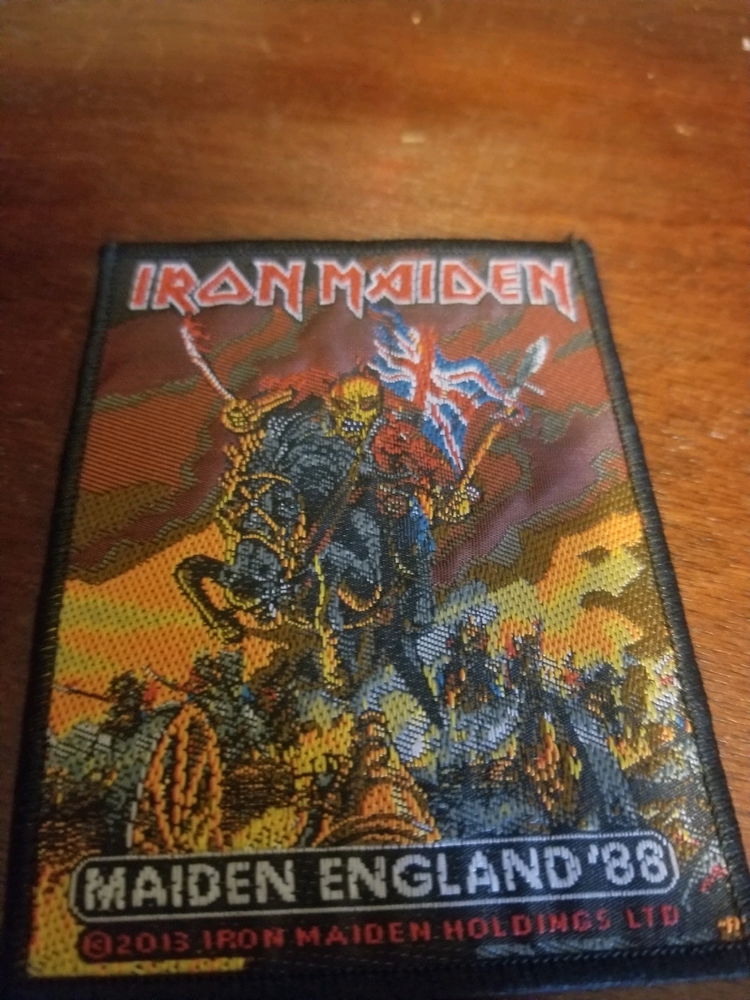 IRON MAIDEN
MAIDEN ENGLAND '88
©2013 IRON MAIDEN HOLDINGS LTD